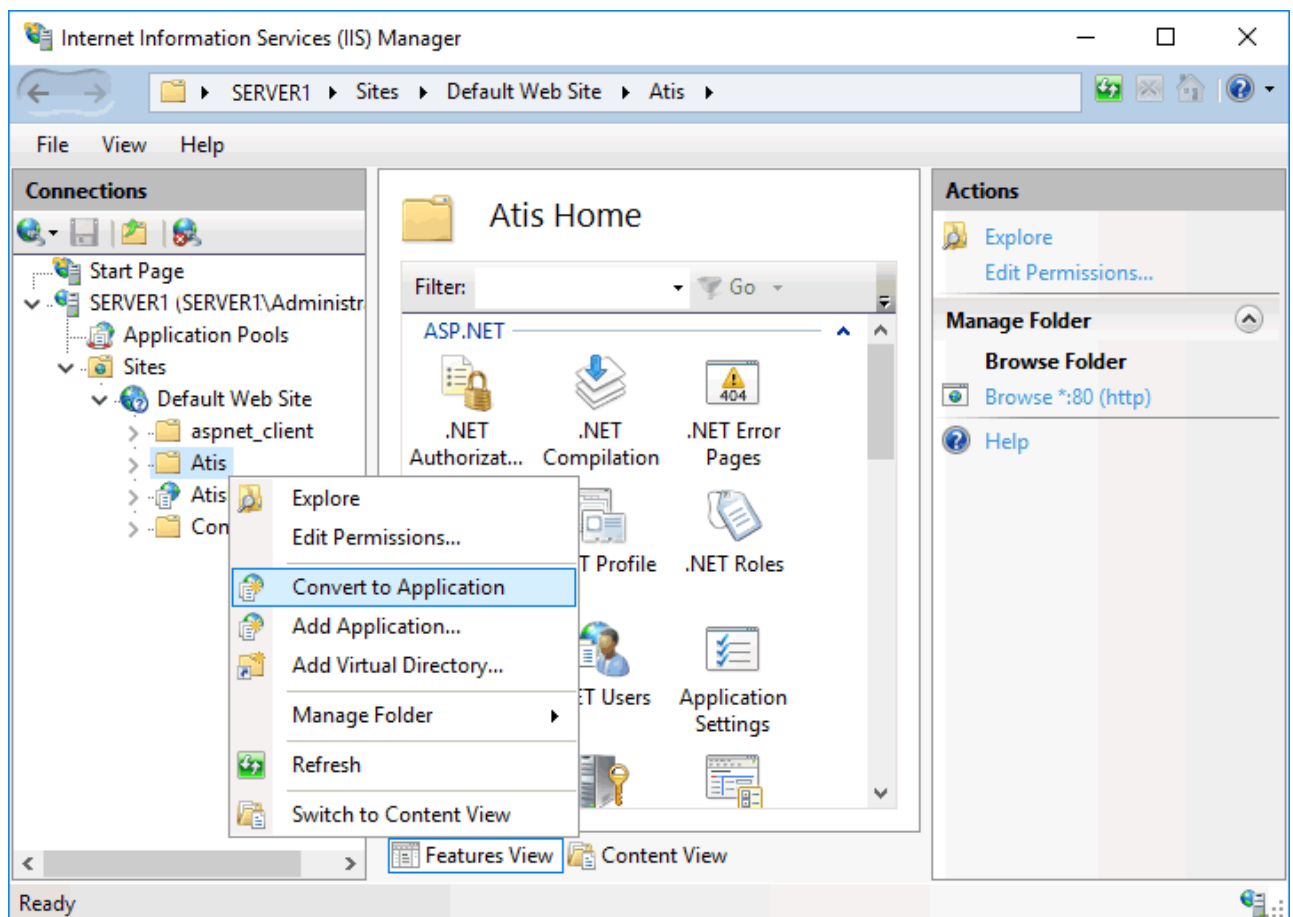 Internet Information Services (IIS) Manager
SERVER1 Sites Default Web Site Atis
File View Help
Connections
Start Page
SERVER1 (SERVER1\Administr
Application Pools
Sites
Default Web Site
aspnet_client
Atis
Atis
Con
Explore
Edit Permissions...
Convert to Application
Add Application...
Add Virtual Directory...
Manage Folder
Refresh
Switch to Content View
Atis Home
Filter: Go
ASP.NET
.NET
Authorizat...
.NET
Compilation
404
.NET Error
Pages
T Profile
.NET Roles
ET Users
Application
Settings
Features View Content View
Actions
Explore
Edit Permissions...
Manage Folder
Browse Folder
Browse *:80 (http)
Help
Ready